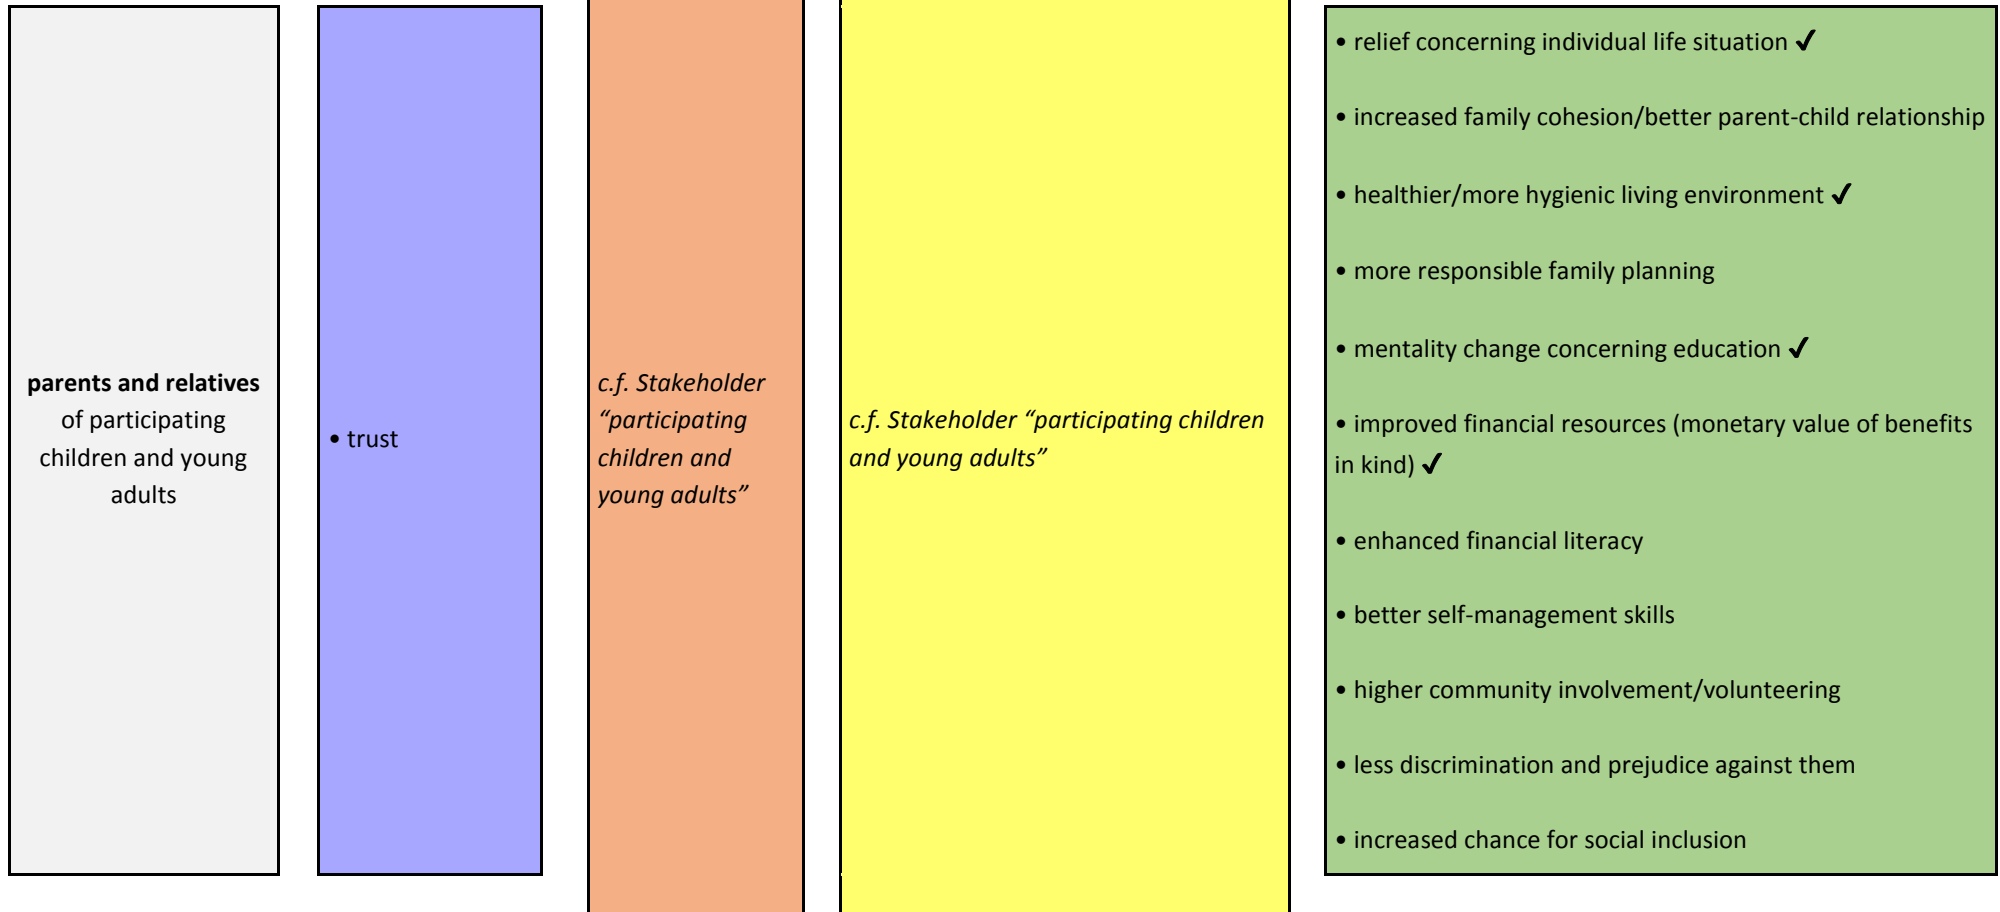 parents and relatives
of participating
children and young
adults
• trust
c.f. Stakeholder
“participating
children and
young adults”
c.f. Stakeholder “participating children
and young adults”
• relief concerning individual life situation ✔
• increased family cohesion/better parent-child relationship
• healthier/more hygienic living environment ✔
• more responsible family planning
• mentality change concerning education ✔
• improved financial resources (monetary value of benefits
in kind) ✔
• enhanced financial literacy
• better self-management skills
• higher community involvement/volunteering
• less discrimination and prejudice against them
• increased chance for social inclusion